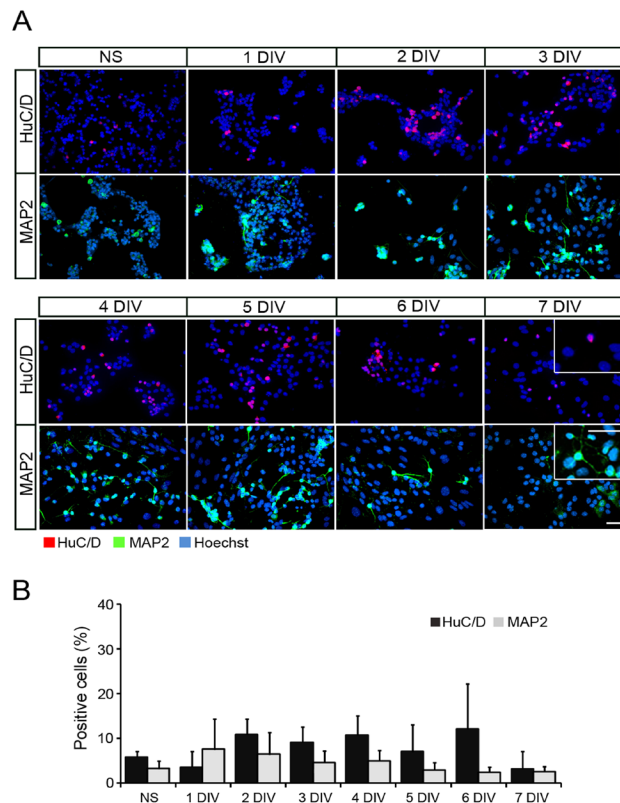 A
NS 1 DIV 2 DIV 3 DIV
HuC/D
MAP2
4 DIV 5 DIV 6 DIV 7 DIV
HuC/D
MAP2
HuC/D MAP2 Hoechst
B
Positive cells (%)
40
30
20
10
0
HuC/D MAP2
NS 1 DIV 2 DIV 3 DIV 4 DIV 5 DIV 6 DIV 7 DIV